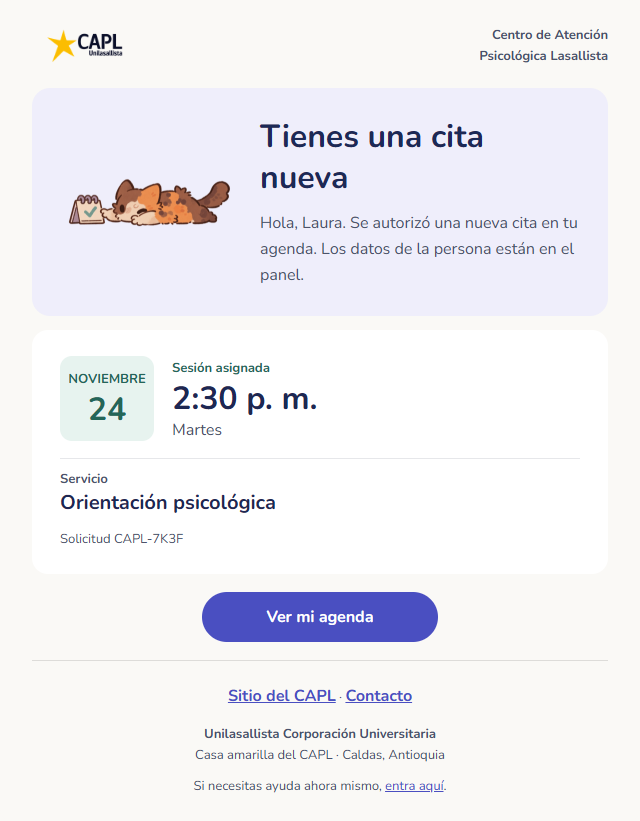 CAPL
Unilasallista
Centro de Atención
Psicológica Lasallista
Tienes una cita
nueva
Hola, Laura. Se autorizó una nueva cita en tu
agenda. Los datos de la persona están en el
panel.
NOVIEMBRE
24
Sesión asignada
2:30 p. m.
Martes
Servicio
Orientación psicológica
Solicitud CAPL-7K3F
Ver mi agenda
Sitio del CAPL · Contacto
Unilasallista Corporación Universitaria
Casa amarilla del CAPL · Caldas, Antioquia
Si necesitas ayuda ahora mismo, entra aquí.